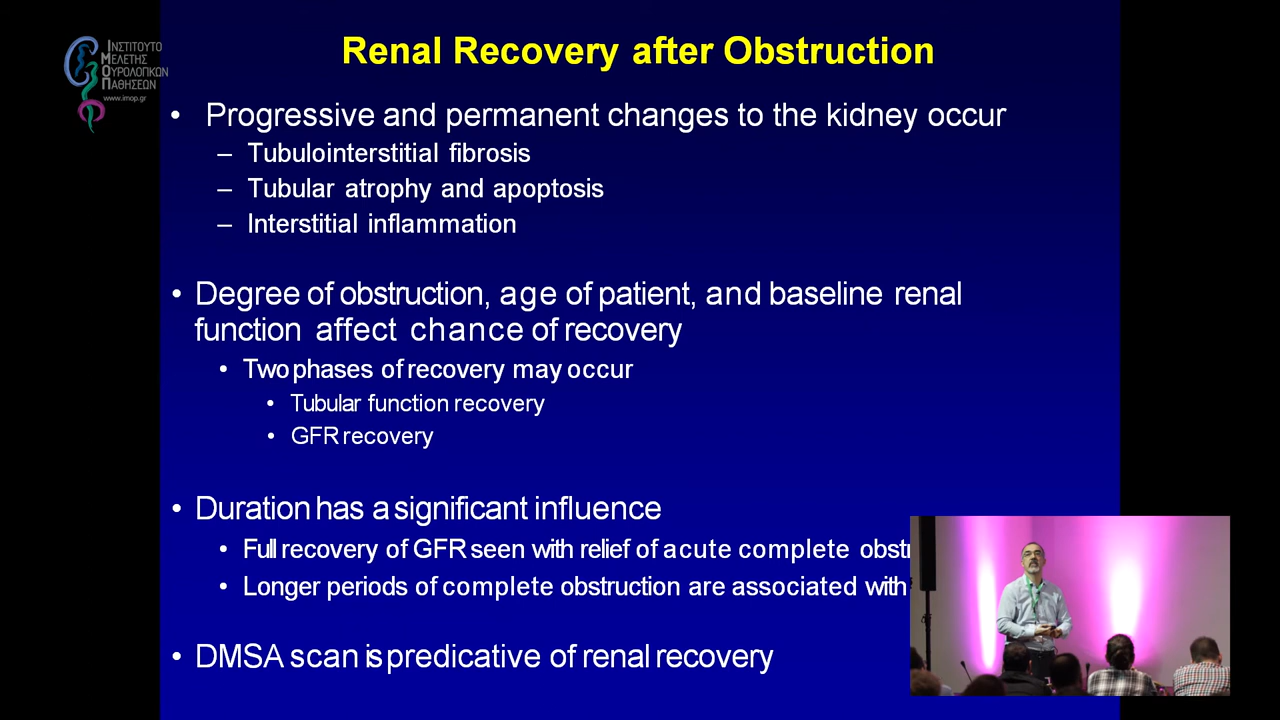 ΙΝΣΤΙΤΟΥΤΟ
ΜΕΛΕΤΗΣ
ΟΥΡΟΛΟΓΙΚΩΝ
ΠΑΘΗΣΕΩΝ
www.imop.gr
Renal Recovery after Obstruction
• Progressive and permanent changes to the kidney occur
– Tubulointerstitial fibrosis
– Tubular atrophy and apoptosis
– Interstitial inflammation
• Degree of obstruction, age of patient, and baseline renal
function affect chance of recovery
• Two phases of recovery may occur
• Tubular function recovery
• GFR recovery
• Duration has a significant influence
• Full recovery of GFR seen with relief of acute complete
• Longer periods of complete obstruction are associated with
• DMSA scan is predicative of renal recovery